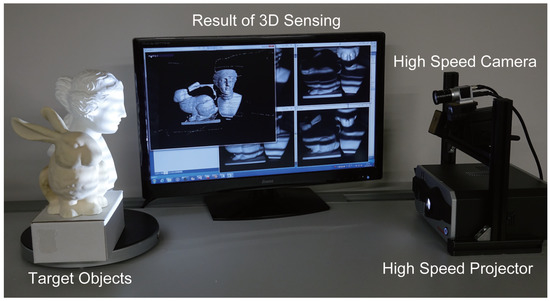 Result of 3D Sensing
High Speed Camera
Target Objects
High Speed Projector